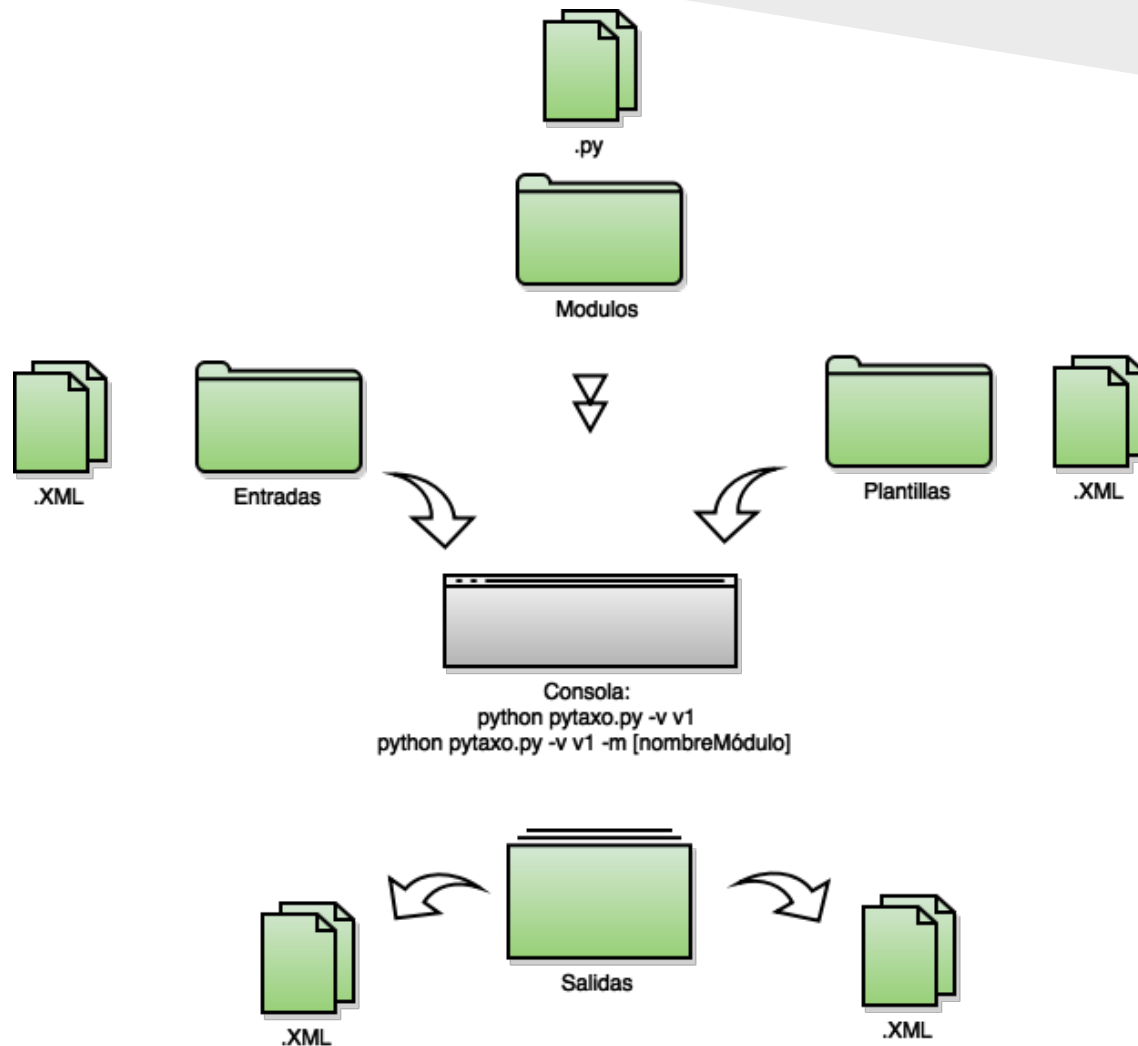 .py
Modulos
.XML
Entradas
Plantillas
.XML
Consola:
python pytaxo.py -v v1
python pytaxo.py -v v1 -m [nombreMódulo]
Salidas
.XML
.XML